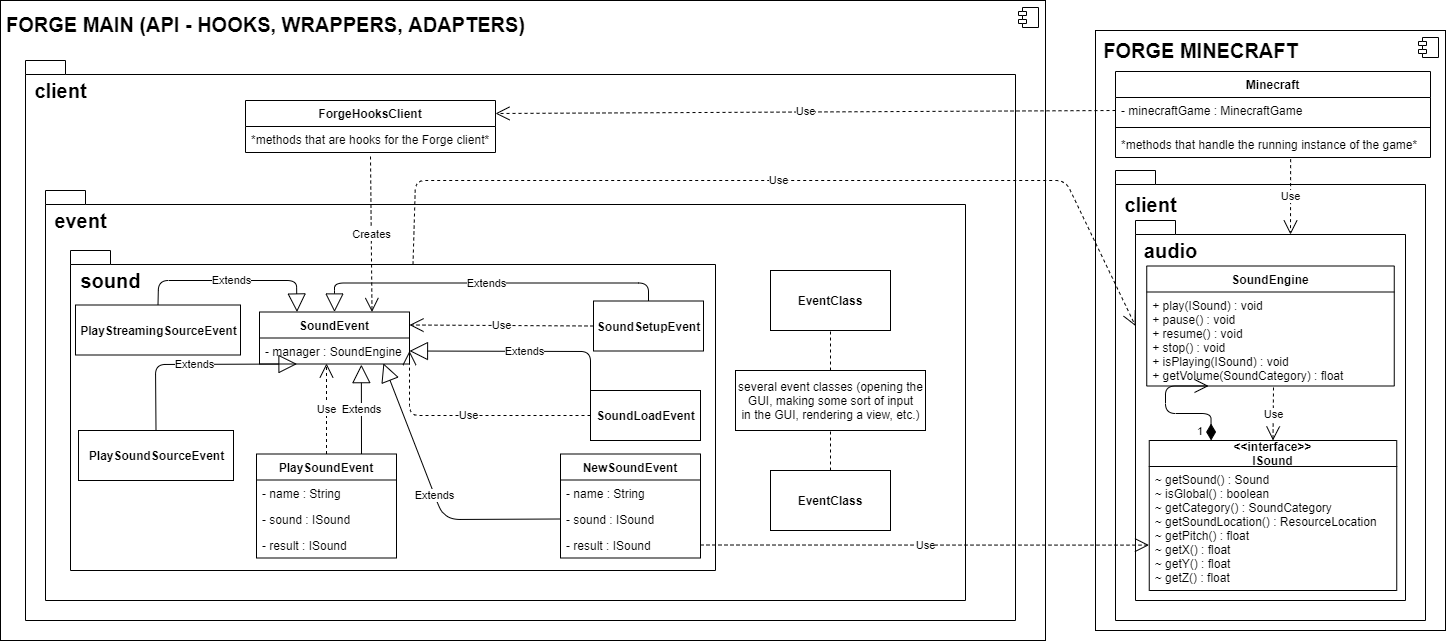 FORGE MAIN (API - HOOKS, WRAPPERS, ADAPTERS)
client
ForgeHooksClient
*methods that are hooks for the Forge client*
Use
Creates
Use
event
sound
Extends
Extends
PlayStreamingSourceEvent
SoundEvent
- manager : SoundEngine
Use
SoundSetupEvent
Extends
Extends
Use
Extends
Use
SoundLoadEvent
PlaySoundSourceEvent
PlaySoundEvent
- name : String
- sound : ISound
- result : ISound
Extends
NewSoundEvent
- name : String
- sound : ISound
- result : ISound
Use
EventClass
several event classes (opening the
GUI, making some sort of input
in the GUI, rendering a view, etc.)
EventClass
FORGE MINECRAFT
Minecraft
- minecraftGame : MinecraftGame
*methods that handle the running instance of the game*
Use
client
audio
SoundEngine
+ play(ISound) : void
+ pause() : void
+ resume() : void
+ stop() : void
+ isPlaying(ISound) : void
+ getVolume(SoundCategory) : float
Use
1
<<interface>>
ISound
~ getSound() : Sound
~ isGlobal() : boolean
~ getCategory() : SoundCategory
~ getSoundLocation() : ResourceLocation
~ getPitch() : float
~ getX() : float
~ getY() : float
~ getZ() : float